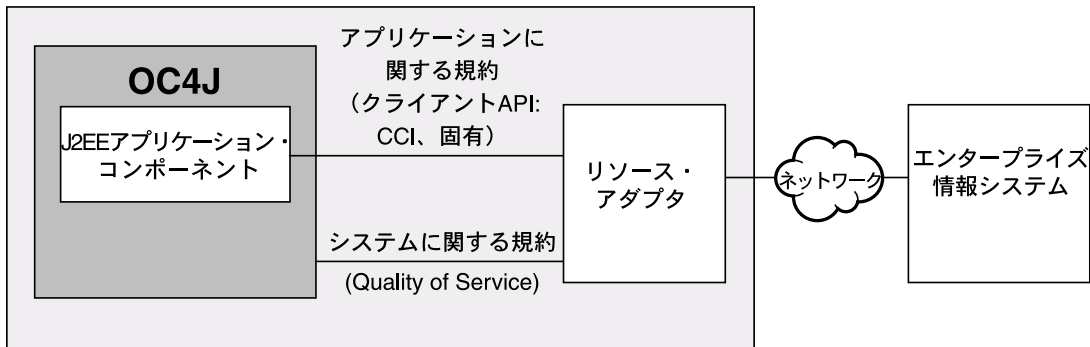 OC4J
J2EEアプリケーション・
コンポーネント
アプリケーションに
関する規約
（クライアントAPI:
CCI、固有）
システムに関する規約
(Quality of Service)
リソース・
アダプタ
ネットワーク
エンタープライズ
情報システム